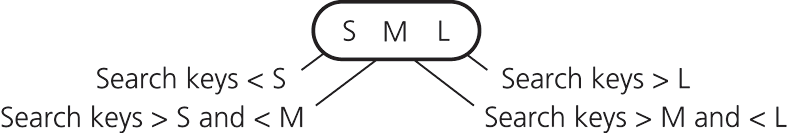 S M L
Search keys < S
Search keys > L
Search keys > S and < M
Search keys > M and < L